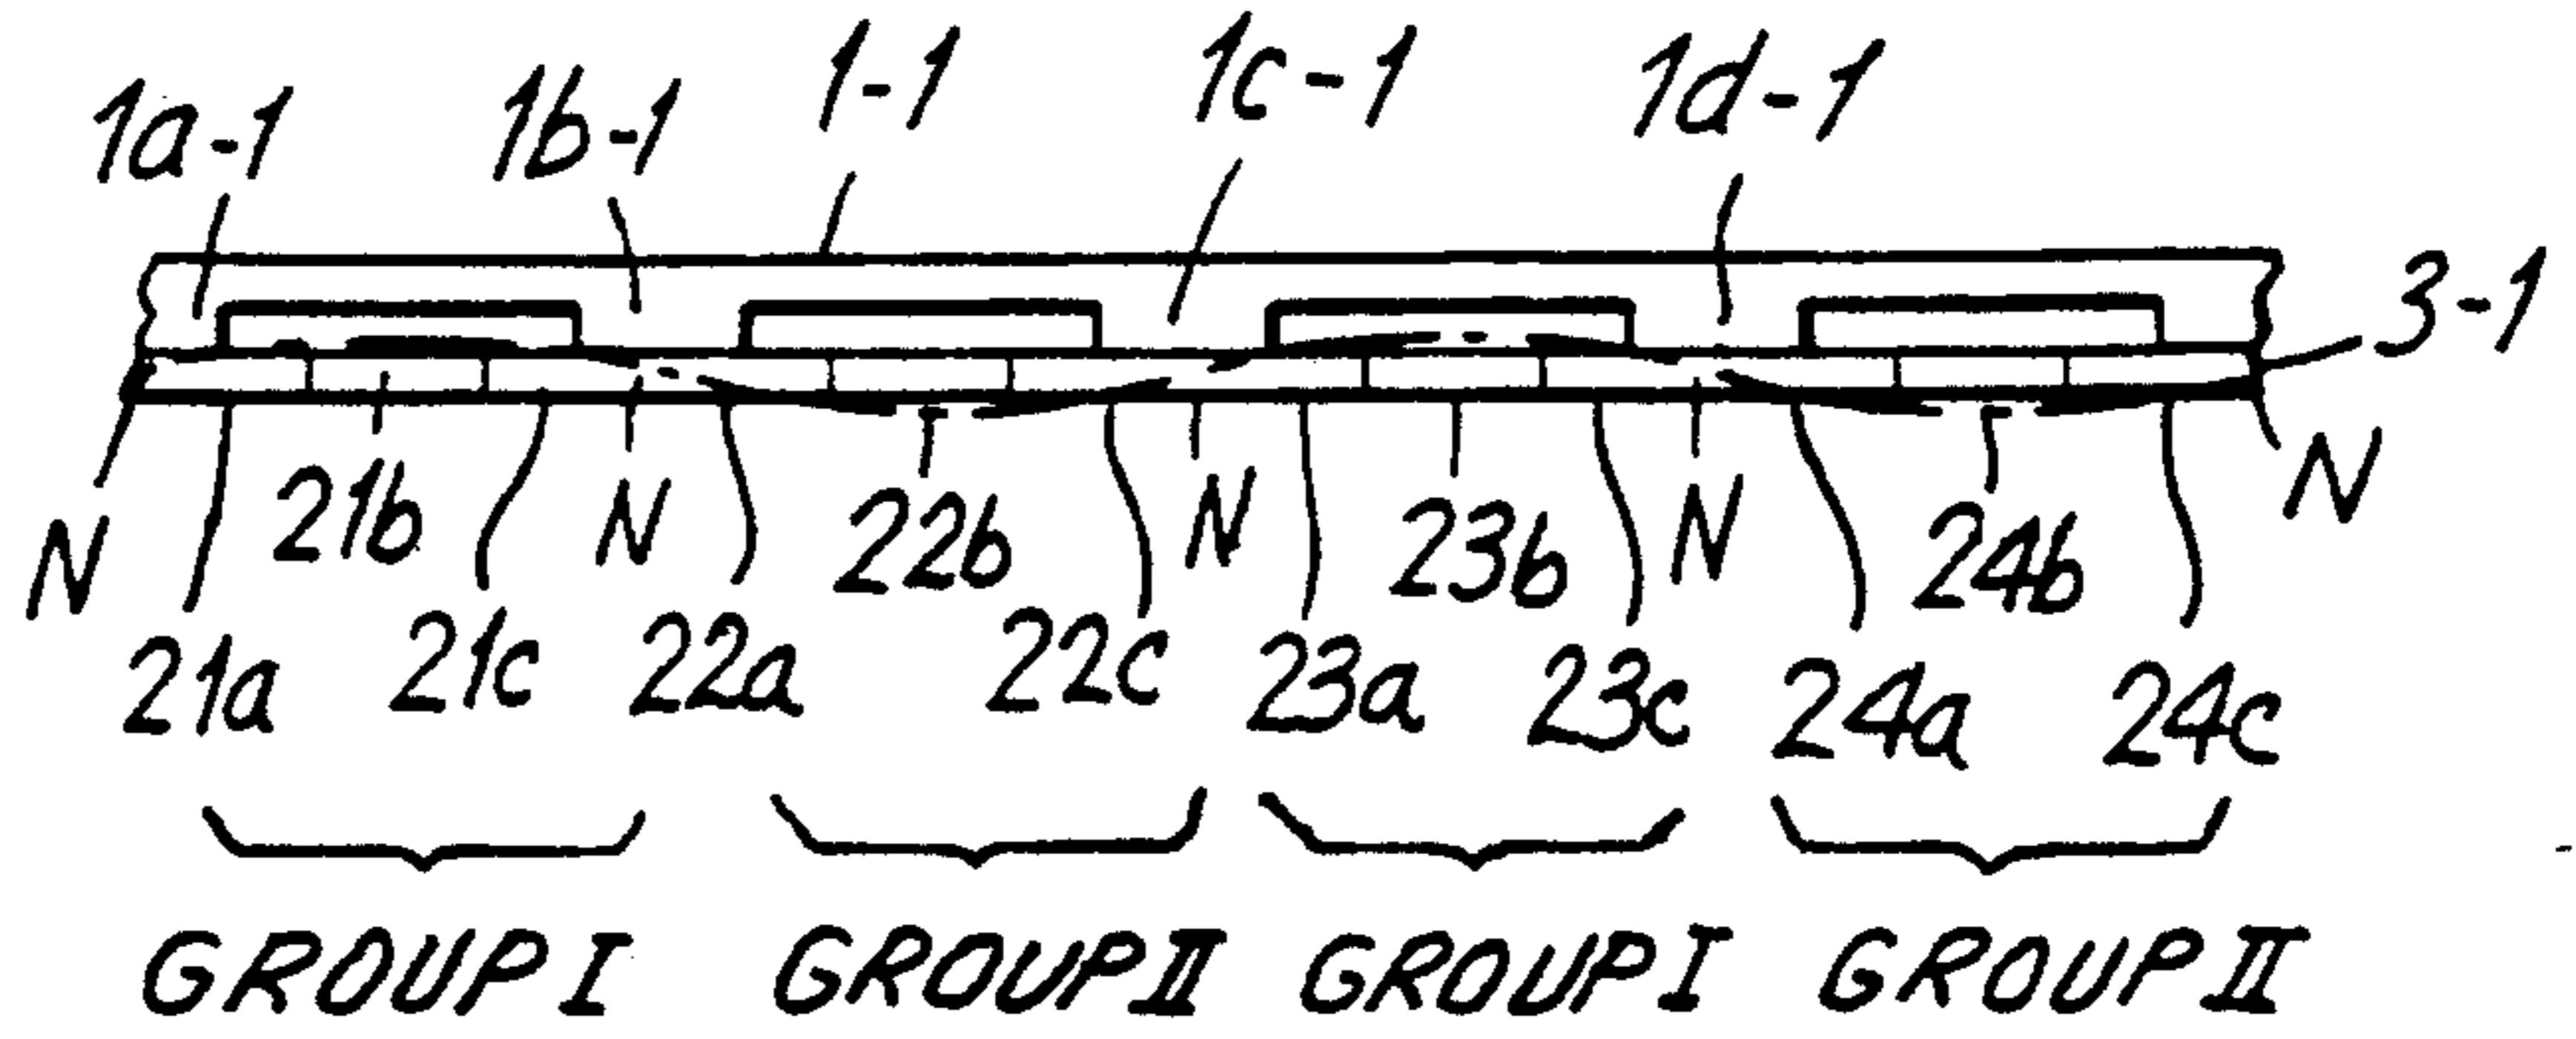 1a-1 1b-1 1-1 1c-1 1d-1
3-1
N 21b N 22b N 23b N 24b N
21a 21c 22a 22c 23a 23c 24a 24c
GROUP I GROUP II GROUP I GROUP II